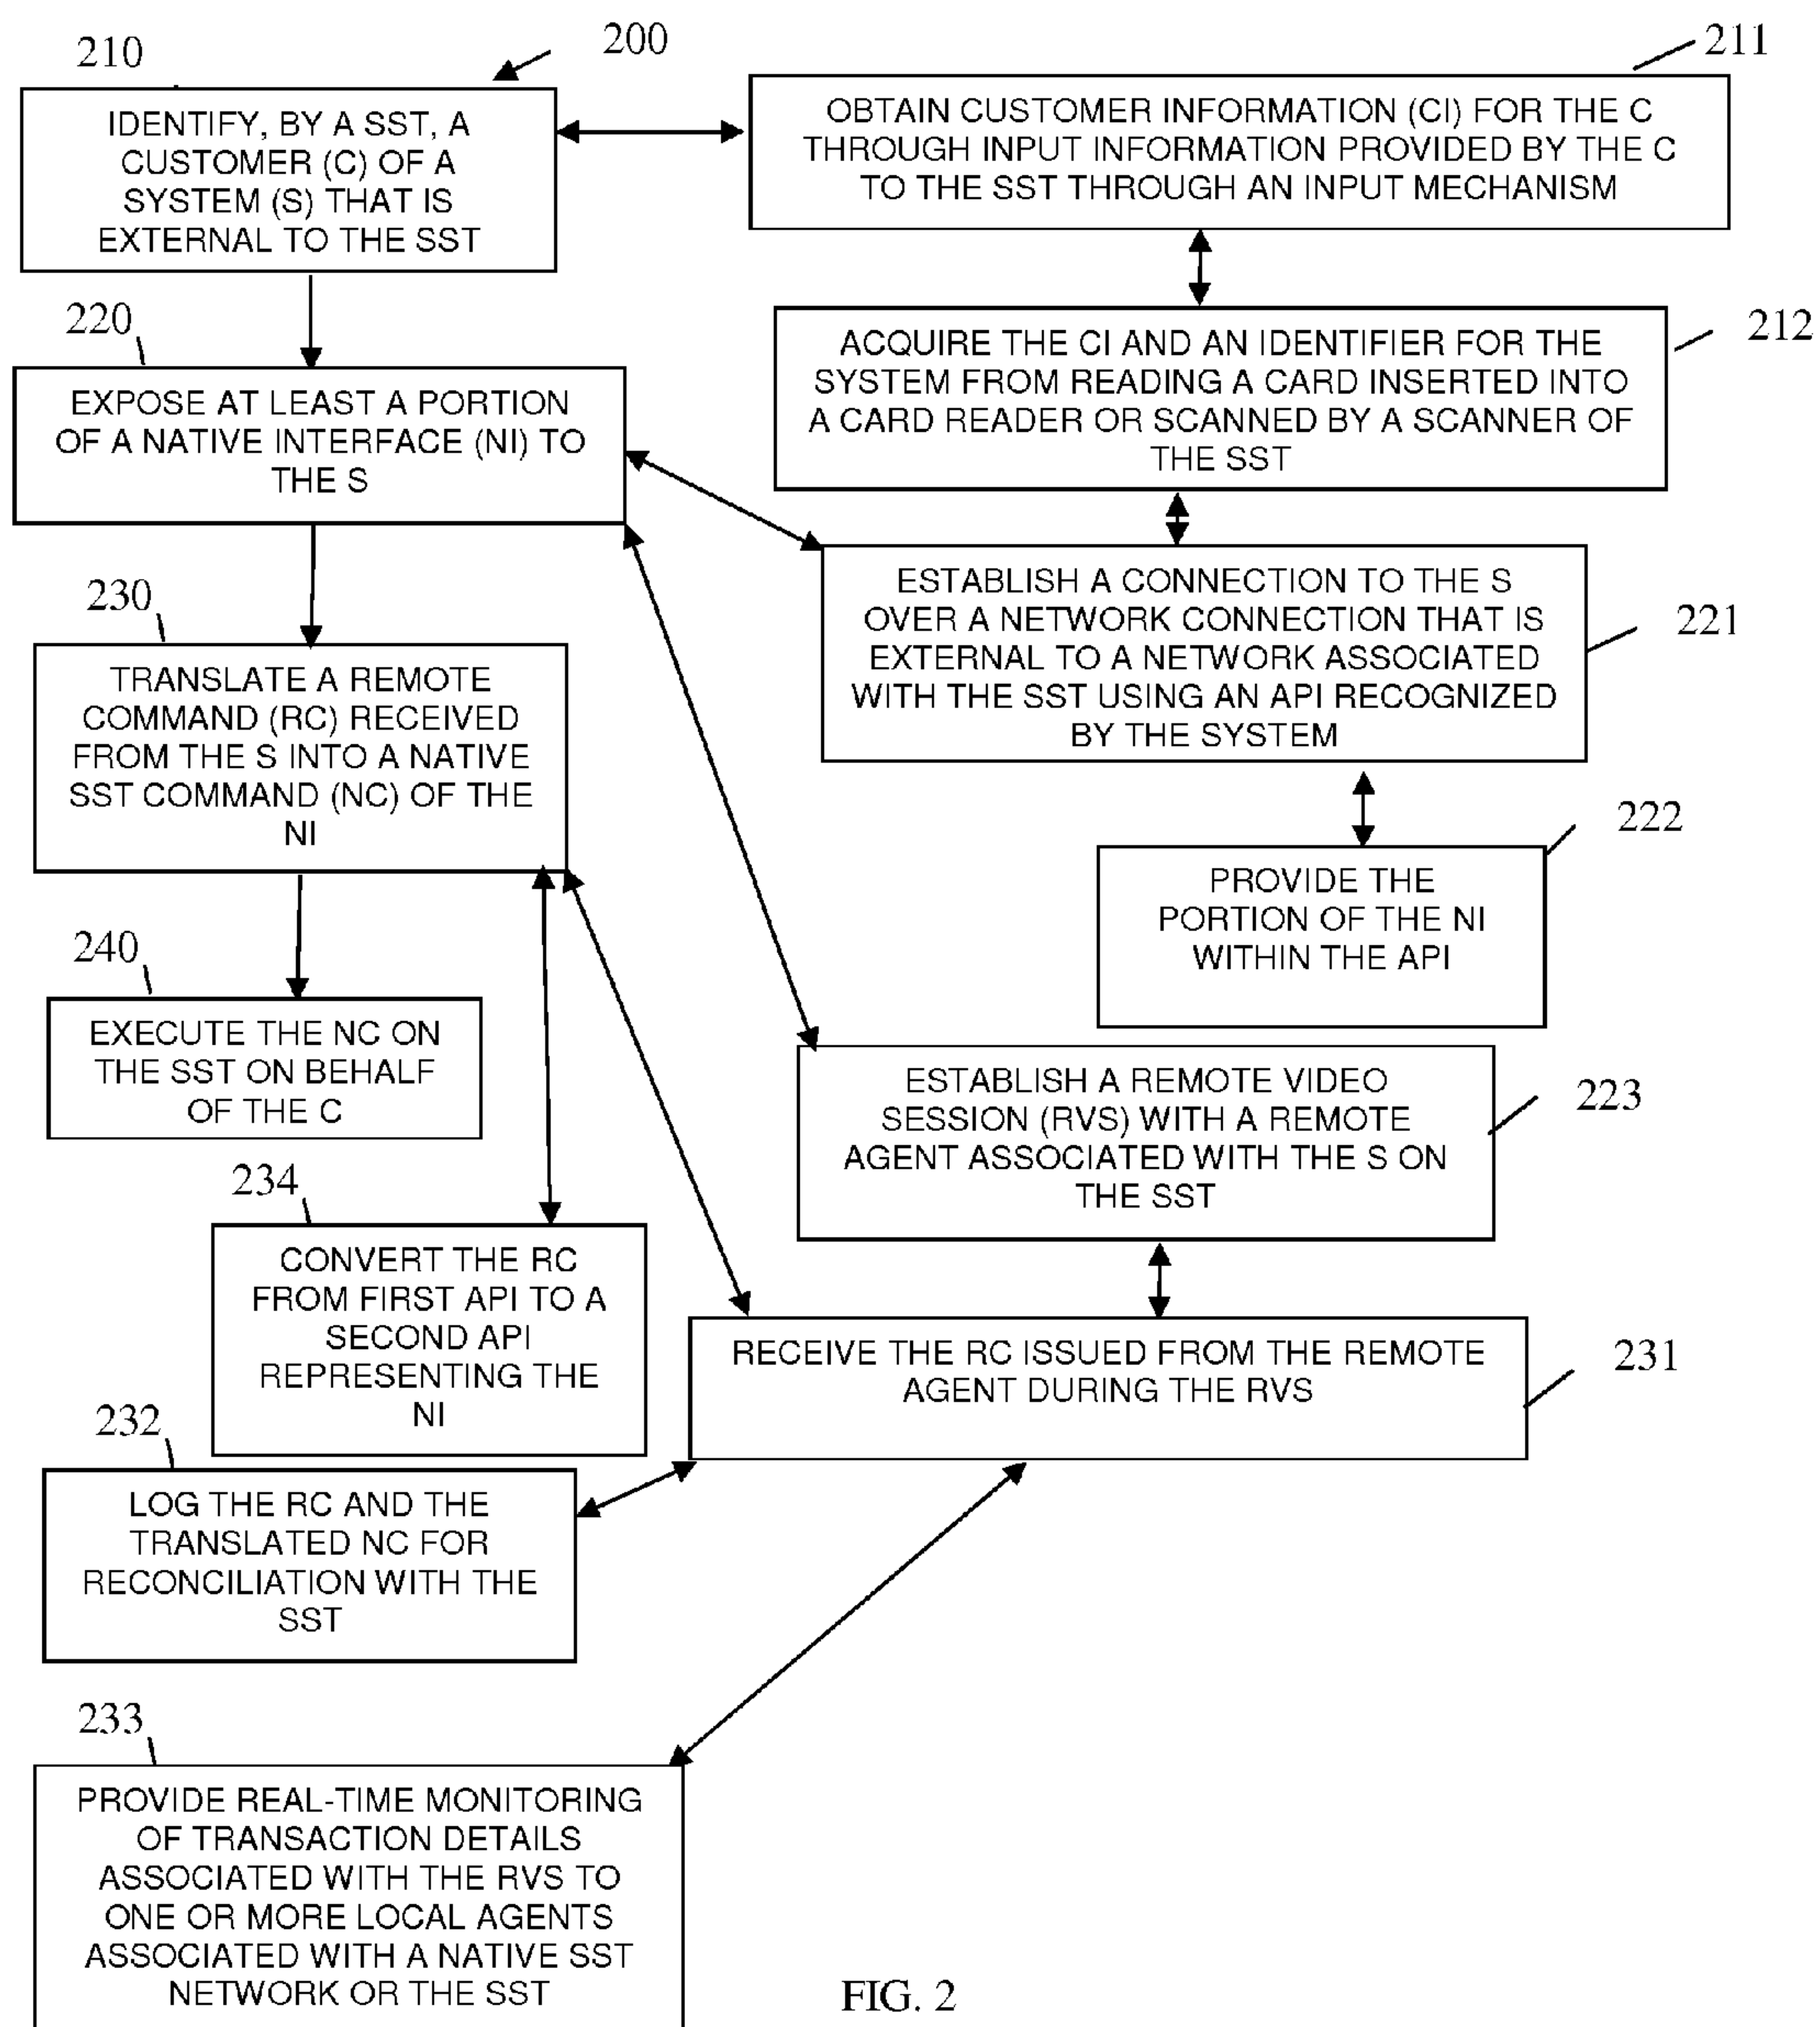 210
200
211
IDENTIFY, BY A SST, A
CUSTOMER (C) OF A
SYSTEM (S) THAT IS
EXTERNAL TO THE SST
OBTAIN CUSTOMER INFORMATION (CI) FOR THE C
THROUGH INPUT INFORMATION PROVIDED BY THE C
TO THE SST THROUGH AN INPUT MECHANISM
220
212
EXPOSE AT LEAST A PORTION
OF A NATIVE INTERFACE (NI) TO
THE S
ACQUIRE THE CI AND AN IDENTIFIER FOR THE
SYSTEM FROM READING A CARD INSERTED INTO
A CARD READER OR SCANNED BY A SCANNER OF
THE SST
230
221
TRANSLATE A REMOTE
COMMAND (RC) RECEIVED
FROM THE S INTO A NATIVE
SST COMMAND (NC) OF THE
NI
ESTABLISH A CONNECTION TO THE S
OVER A NETWORK CONNECTION THAT IS
EXTERNAL TO A NETWORK ASSOCIATED
WITH THE SST USING AN API RECOGNIZED
BY THE SYSTEM
222
PROVIDE THE
PORTION OF THE NI
WITHIN THE API
240
EXECUTE THE NC ON
THE SST ON BEHALF
OF THE C
223
ESTABLISH A REMOTE VIDEO
SESSION (RVS) WITH A REMOTE
AGENT ASSOCIATED WITH THE S ON
THE SST
234
CONVERT THE RC
FROM FIRST API TO A
SECOND API
REPRESENTING THE
NI
231
RECEIVE THE RC ISSUED FROM THE REMOTE
AGENT DURING THE RVS
232
LOG THE RC AND THE
TRANSLATED NC FOR
RECONCILIATION WITH THE
SST
233
PROVIDE REAL-TIME MONITORING
OF TRANSACTION DETAILS
ASSOCIATED WITH THE RVS TO
ONE OR MORE LOCAL AGENTS
ASSOCIATED WITH A NATIVE SST
NETWORK OR THE SST
FIG. 2